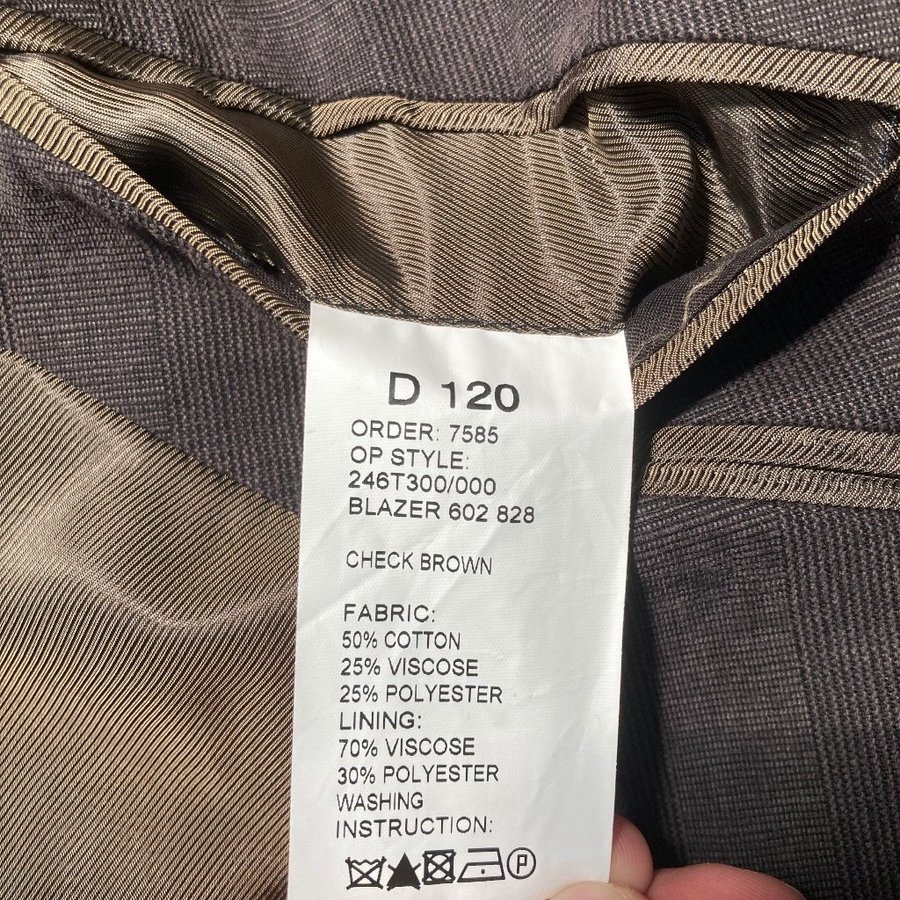 D 120
ORDER: 7585
OP STYLE:
246T300/000
BLAZER 602 828
CHECK BROWN
FABRIC:
50% COTTON
25% VISCOSE
25% POLYESTER
LINING:
70% VISCOSE
30% POLYESTER
WASHING
INSTRUCTION:
P